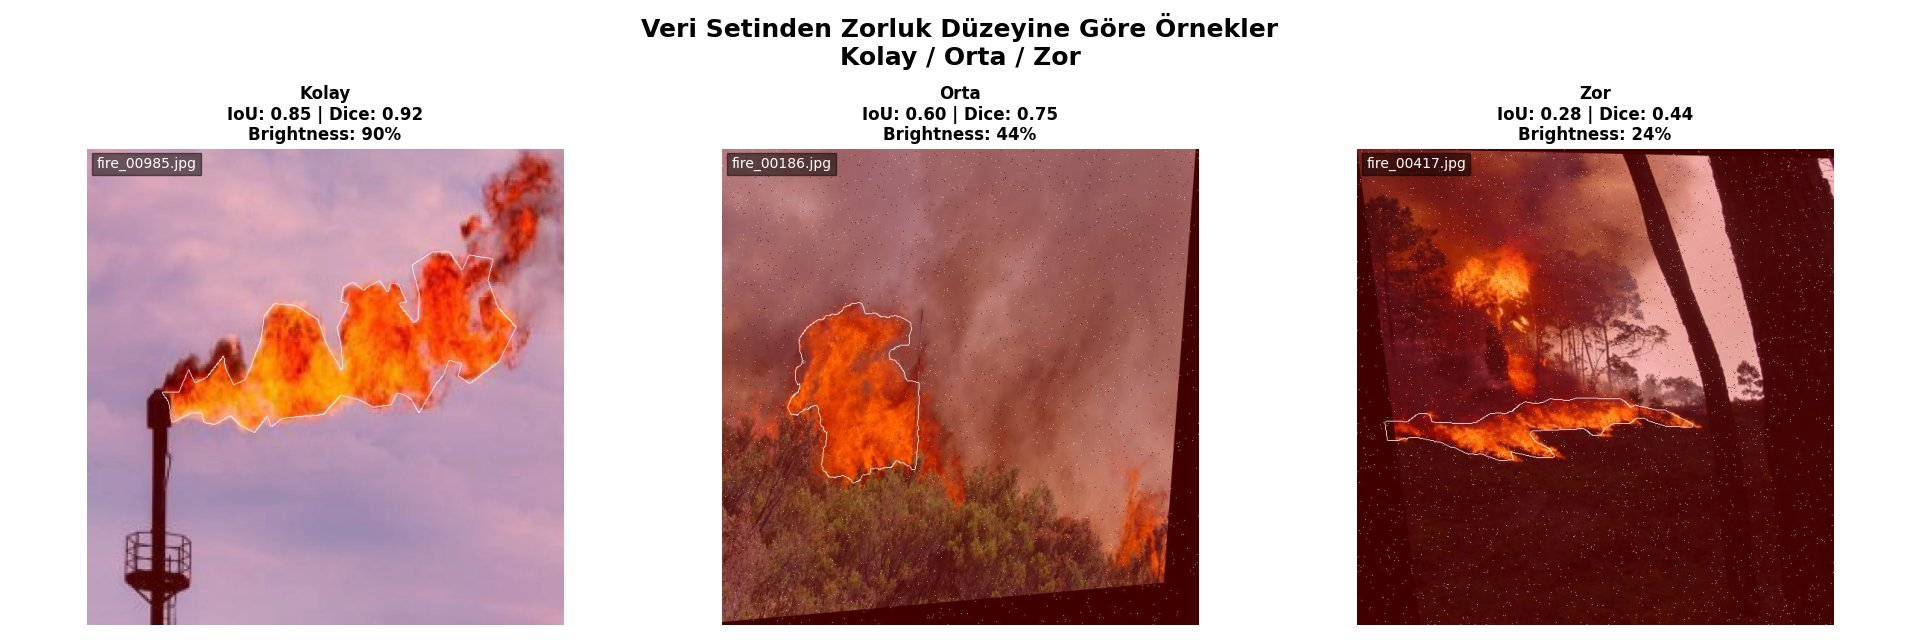 Veri Setinden Zorluk Düzeyine Göre Örnekler
Kolay / Orta / Zor
Kolay
IoU: 0.85 | Dice: 0.92
Brightness: 90%
fire_00985.jpg
Orta
IoU: 0.60 | Dice: 0.75
Brightness: 44%
fire_00186.jpg
Zor
IoU: 0.28 | Dice: 0.44
Brightness: 24%
fire_00417.jpg